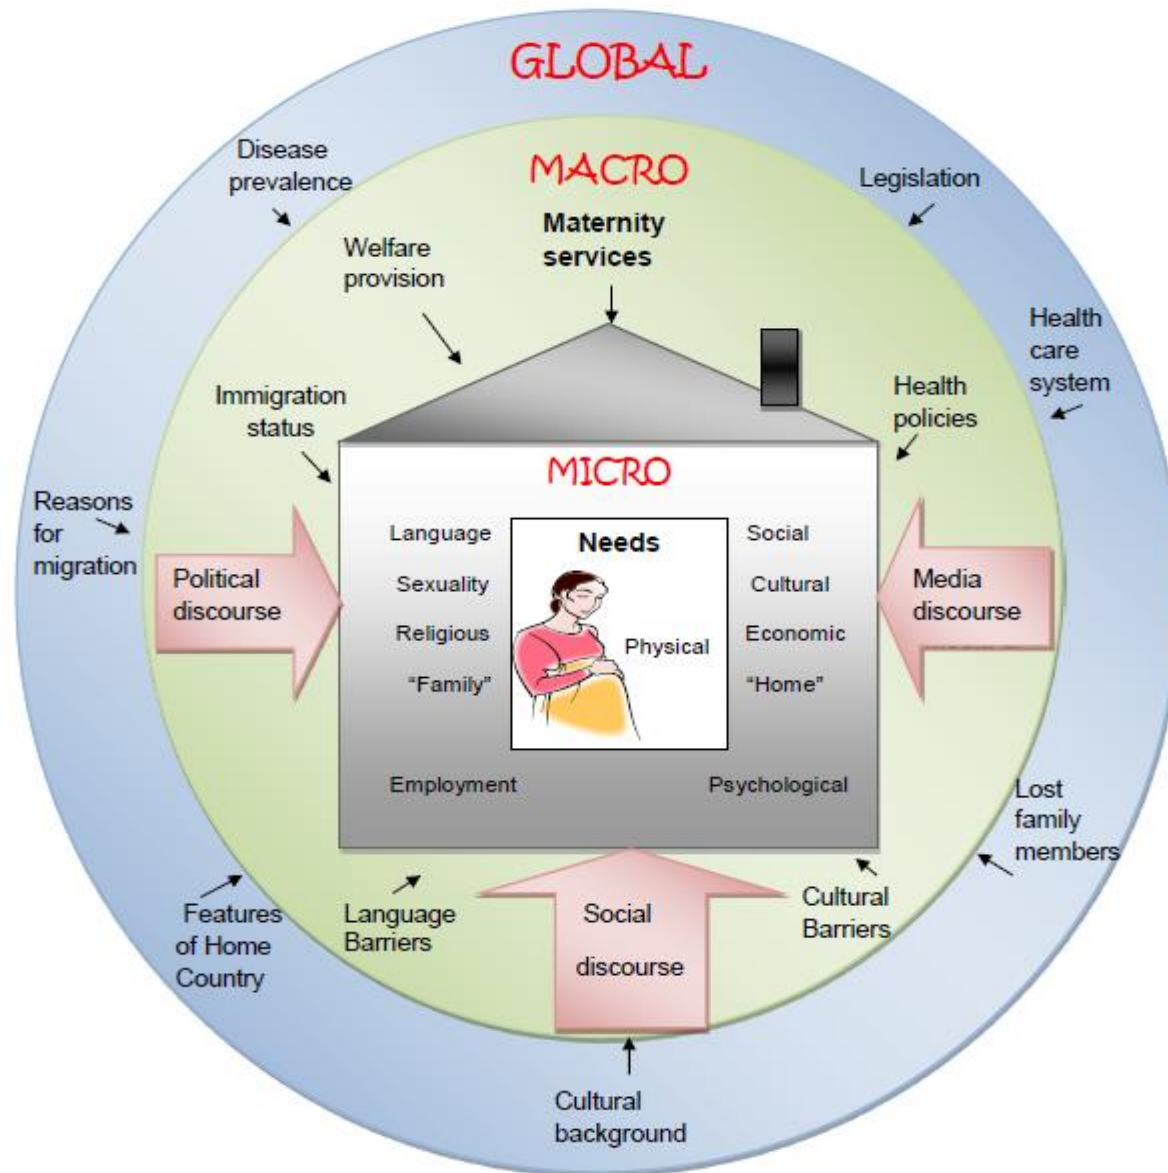 GLOBAL
Disease
prevalence
MACRO
Legislation
Maternity
services
Welfare
provision
Health
care
system
Immigration
status
Health
policies
MICRO
Reasons
for
migration
Language
Needs
Social
Sexuality
Cultural
Political
discourse
Media
discourse
Religious
Physical
Economic
“Family”
“Home”
Employment
Psychological
Lost
family
members
Features
of Home
Country
Language
Barriers
Social
discourse
Cultural
Barriers
Cultural
background